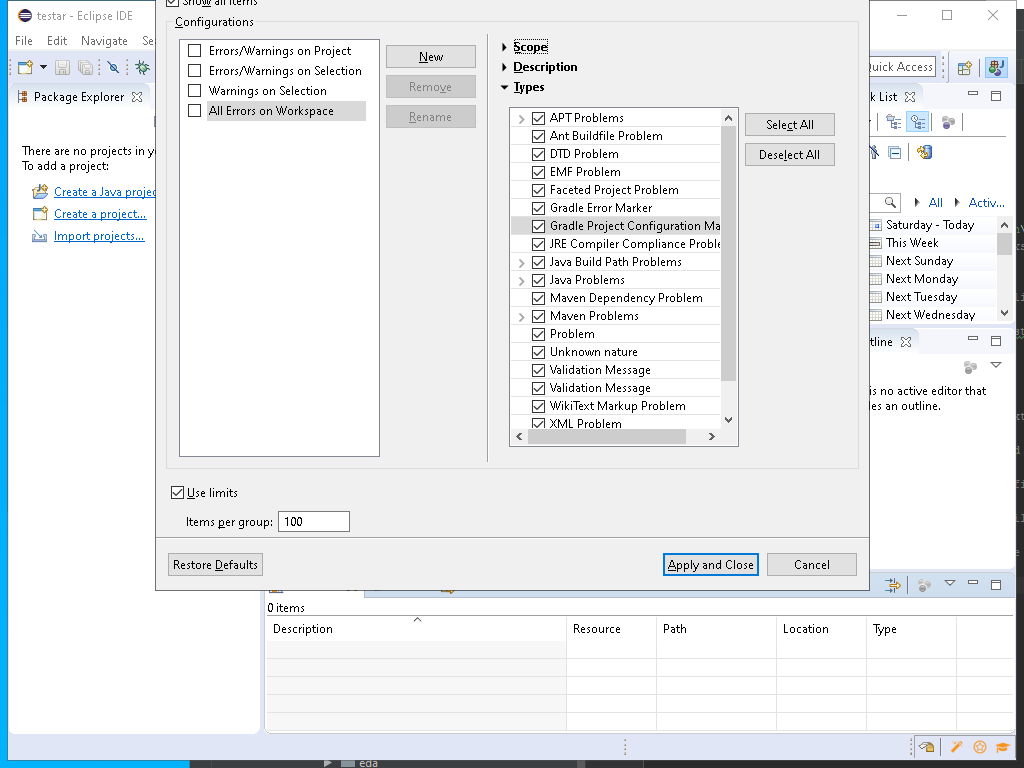 Show all items
testar - Eclipse IDE
Configurations
File Edit Navigate Se
Errors/Warnings on Project
New
Scope
Errors/Warnings on Selection
Description
Quick Access
Warnings on Selection
Remove
Types
Package Explorer
k List
All Errors on Workspace
Rename
APT Problems
Select All
Ant Buildfile Problem
There are no projects in y
DTD Problem
Deselect All
To add a project:
EMF Problem
Create a Java projec
Faceted Project Problem
All Activ...
Create a project...
Gradle Error Marker
Gradle Project Configuration Ma
Saturday - Today
Import projects...
JRE Compiler Compliance Proble
This Week
Java Build Path Problems
Next Sunday
Java Problems
Next Monday
Maven Dependency Problem
Next Tuesday
Maven Problems
Next Wednesday
Problem
tline
Unknown nature
Validation Message
Validation Message
is no active editor that
WikiText Markup Problem
les an outline.
XML Problem
Use limits
Items per group: 100
Restore Defaults
Apply and Close
Cancel
0 items
Description Resource Path Location Type
eda